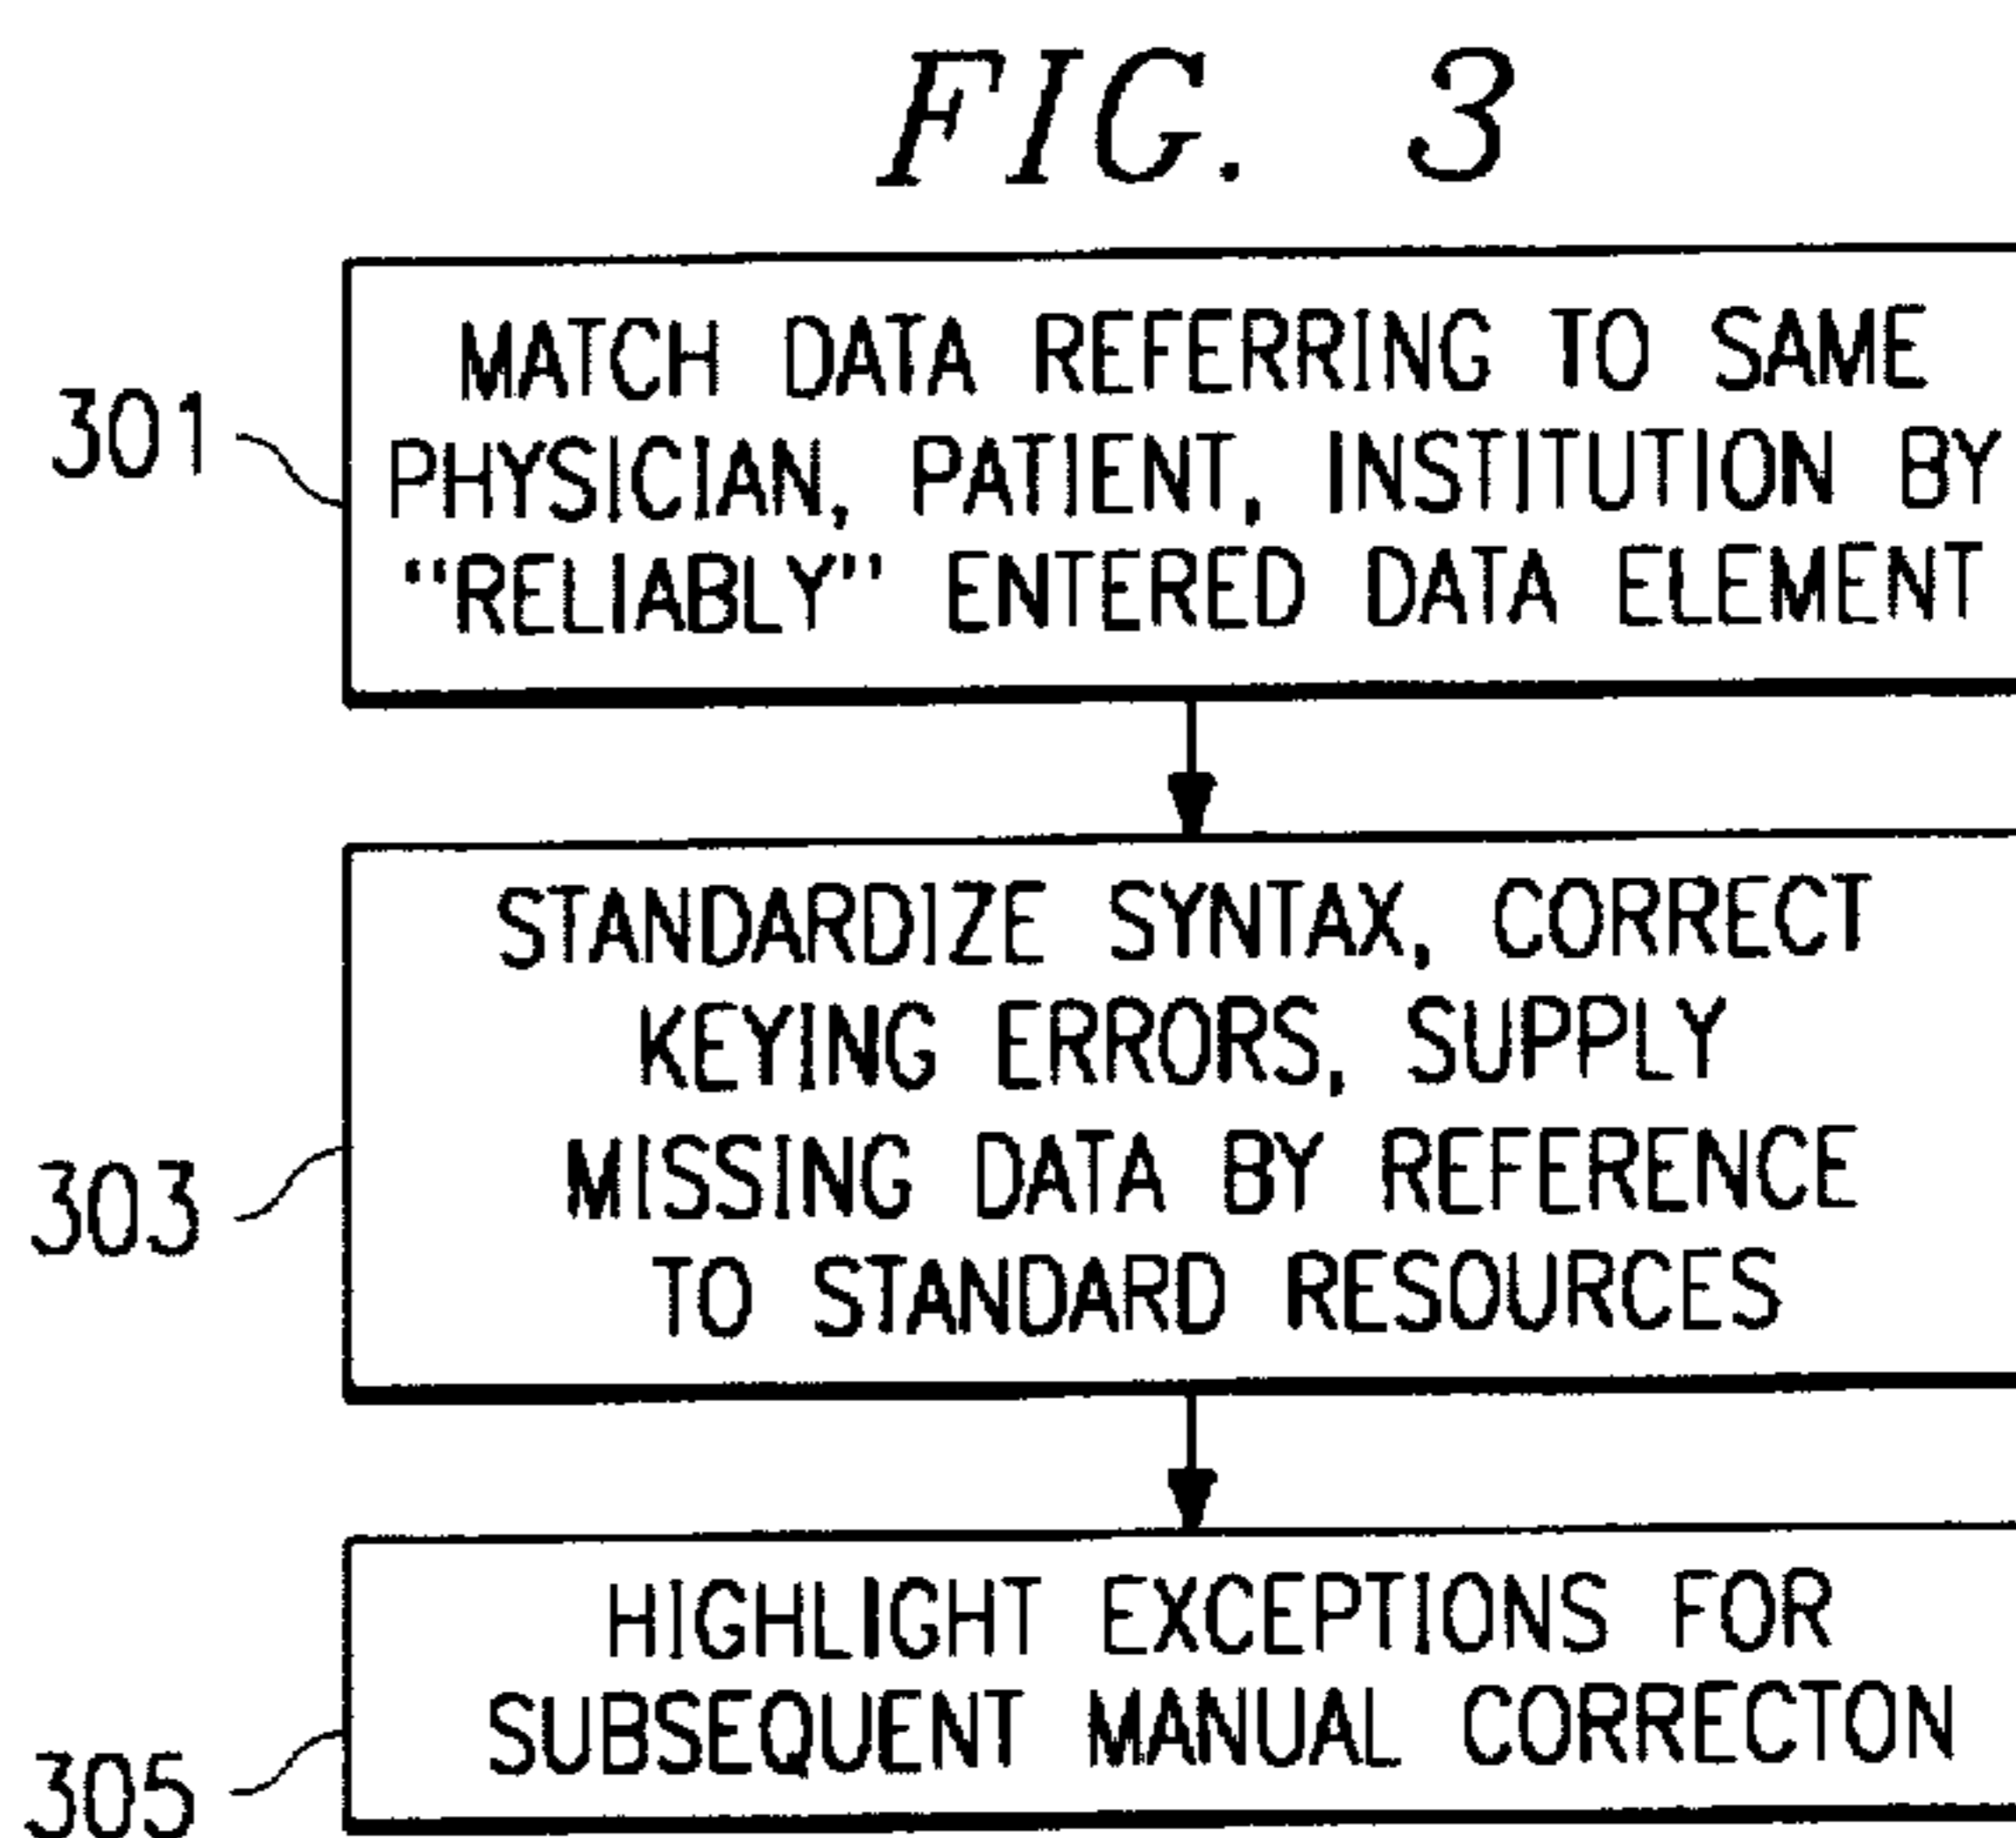 FIG. 3
MATCH DATA REFERRING TO SAME
PHYSICIAN, PATIENT, INSTITUTION BY
"RELIABLY" ENTERED DATA ELEMENT
301
STANDARDIZE SYNTAX, CORRECT
KEYING ERRORS, SUPPLY
MISSING DATA BY REFERENCE
TO STANDARD RESOURCES
303
HIGHLIGHT EXCEPTIONS FOR
SUBSEQUENT MANUAL CORRECTON
305